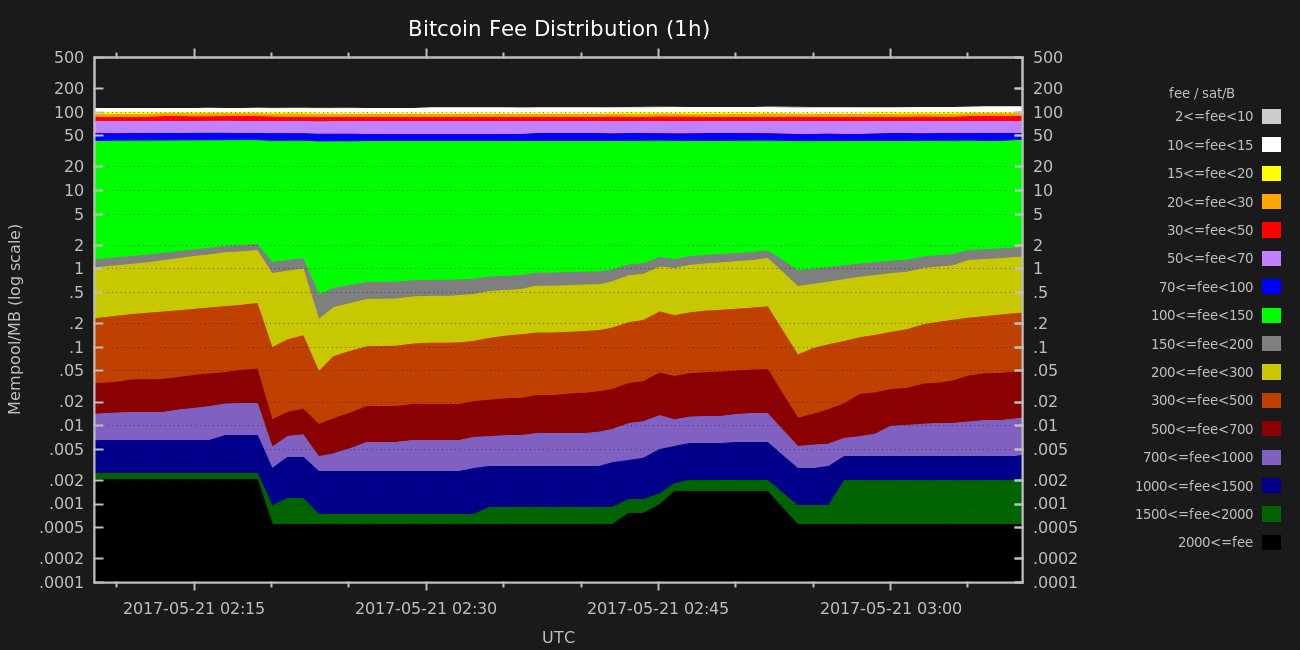 Bitcoin Fee Distribution (1h)
500 500
200 200
100 100
50 50
20 20
10 10
5 5
2 2
1 1
.5 .5
.2 .2
.1 .1
.05 .05
.02 .02
.01 .01
.005 .005
.002 .002
.001 .001
.0005 .0005
.0002 .0002
.0001 .0001
Mempool/MB (log scale)
2017-05-21 02:15 2017-05-21 02:30 2017-05-21 02:45 2017-05-21 03:00
UTC
fee / sat/B
2<=fee<10
10<=fee<15
15<=fee<20
20<=fee<30
30<=fee<50
50<=fee<70
70<=fee<100
100<=fee<150
150<=fee<200
200<=fee<300
300<=fee<500
500<=fee<700
700<=fee<1000
1000<=fee<1500
1500<=fee<2000
2000<=fee